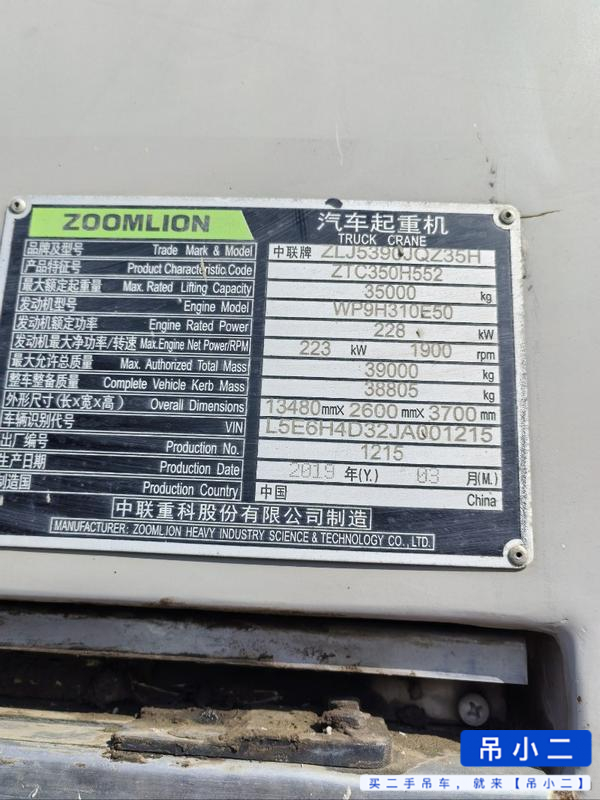 ZOOMLION 汽车起重机
TRUCK CRANE
品牌及型号 Trade Mark & Model 中联牌 ZLJ5390JQZ35H
产品特征号 Product Characteristic Code ZTC350H552
最大额定起重量 Max. Rated Lifting Capacity 35000 kg
发动机型号 Engine Model WP9H310E50
发动机额定功率 Engine Rated Power 228 kW
发动机最大净功率/转速 Max.Engine Net Power/RPM 223 kW 1900 rpm
最大允许总质量 Max. Authorized Total Mass 39000 kg
整车整备质量 Complete Vehicle Kerb Mass 38805 kg
外形尺寸(长×宽×高) Overall Dimensions 13480mm× 2600mm× 3700mm
车辆识别代号 VIN L5E6H4D32JA001215
出厂编号 Production No. 1215
生产日期 Production Date 2019 年(Y.) 03 月(M.)
制造国 Production Country 中国 China
中联重科股份有限公司制造
MANUFACTURER: ZOOMLION HEAVY INDUSTRY SCIENCE & TECHNOLOGY CO., LTD.
吊小二
买二手吊车,就来【吊小二】